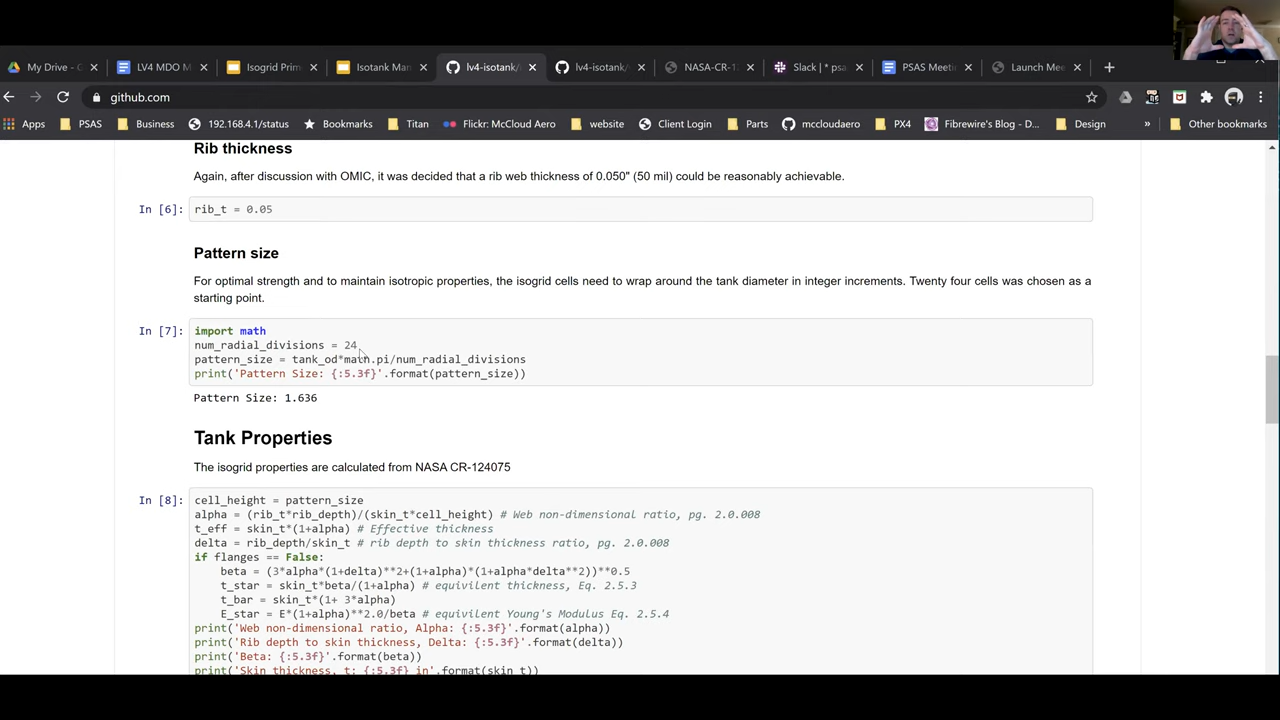 My Drive - G
LV4 MDO M
Isogrid Prim
Isotank Man
lv4-isotank/
lv4-isotank/
NASA-CR-1
Slack | * psa
PSAS Meeti
Launch Mee
github.com
Apps
PSAS
Business
192.168.4.1/status
Bookmarks
Titan
Flickr: McCloud Aero
website
Client Login
Parts
mccloudaero
PX4
Fibrewire's Blog - D...
Design
»
Other bookmarks
Rib thickness
Again, after discussion with OMIC, it was decided that a rib web thickness of 0.050" (50 mil) could be reasonably achievable.
In [6]: rib_t = 0.05
Pattern size
For optimal strength and to maintain isotropic properties, the isogrid cells need to wrap around the tank diameter in integer increments. Twenty four cells was chosen as a
starting point.
In [7]: import math
num_radial_divisions = 24
pattern_size = tank_od*math.pi/num_radial_divisions
print('Pattern Size: {:5.3f}'.format(pattern_size))
Pattern Size: 1.636
Tank Properties
The isogrid properties are calculated from NASA CR-124075
In [8]: cell_height = pattern_size
alpha = (rib_t*rib_depth)/(skin_t*cell_height) # Web non-dimensional ratio, pg. 2.0.008
t_eff = skin_t*(1+alpha) # Effective thickness
delta = rib_depth/skin_t # rib depth to skin thickness ratio, pg. 2.0.008
if flanges == False:
beta = (3*alpha*(1+delta)**2+(1+alpha)*(1+alpha*delta**2))**0.5
t_star = skin_t*beta/(1+alpha) # equivilent thickness, Eq. 2.5.3
t_bar = skin_t*(1+ 3*alpha)
E_star = E*(1+alpha)**2.0/beta # equivilent Young's Modulus Eq. 2.5.4
print('Web non-dimensional ratio, Alpha: {:5.3f}'.format(alpha))
print('Rib depth to skin thickness, Delta: {:5.3f}'.format(delta))
print('Beta: {:5.3f}'.format(beta))
print('Skin thickness, t: {:5.3f} in'.format(skin_t))